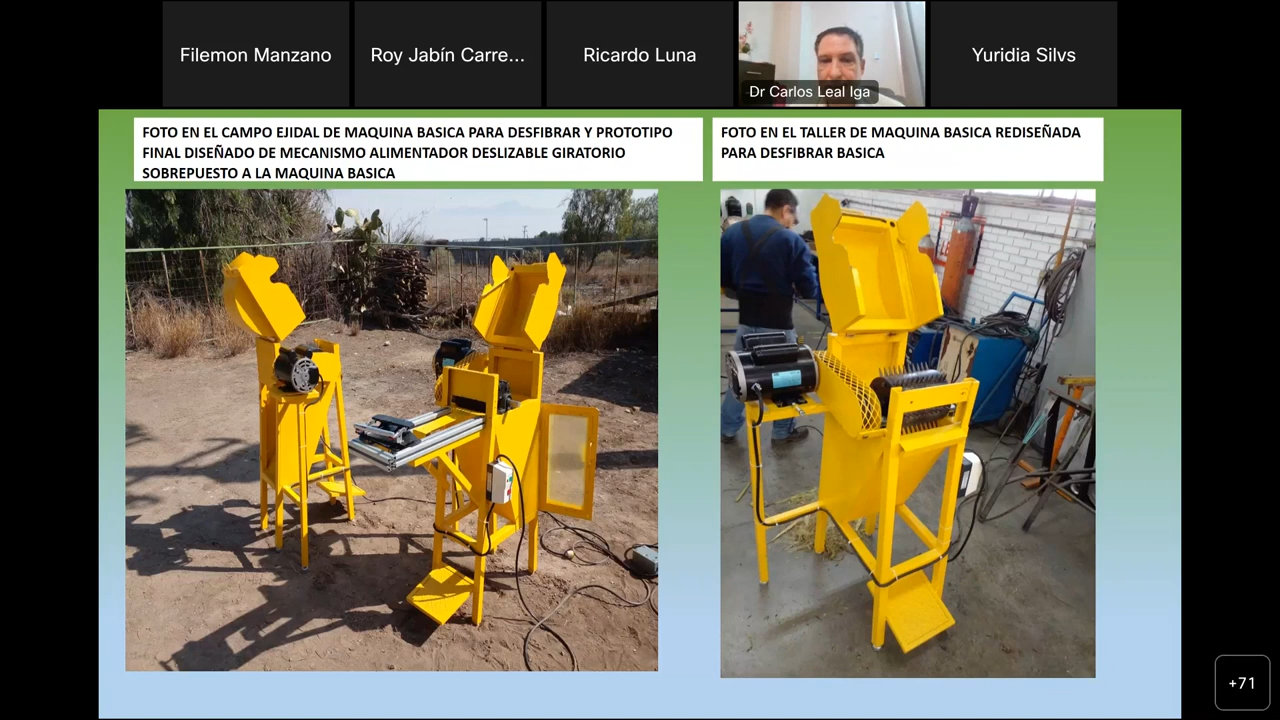 Filemon Manzano
Roy Jabín Carre...
Ricardo Luna
Dr Carlos Leal Iga
Yuridia Silvs
FOTO EN EL CAMPO EJIDAL DE MAQUINA BASICA PARA DESFIBRAR Y PROTOTIPO
FINAL DISEÑADO DE MECANISMO ALIMENTADOR DESLIZABLE GIRATORIO
SOBREPUESTO A LA MAQUINA BASICA
FOTO EN EL TALLER DE MAQUINA BASICA REDISEÑADA
PARA DESFIBRAR BASICA
+71